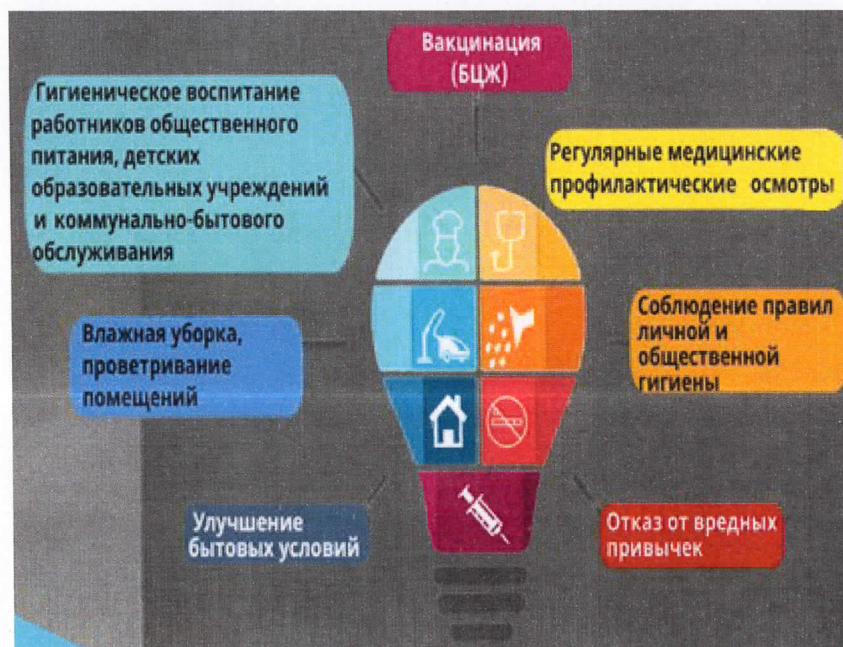 Вакцинация
(БЦЖ)
Гигиеническое воспитание
работников общественного
питания, детских
образовательных учреждений
и коммунально-бытового
обслуживания
Регулярные медицинские
профилактические осмотры
Влажная уборка,
проветривание
помещений
Соблюдение правил
личной и
общественной
гигиены
Улучшение
бытовых условий
Отказ от вредных
привычек